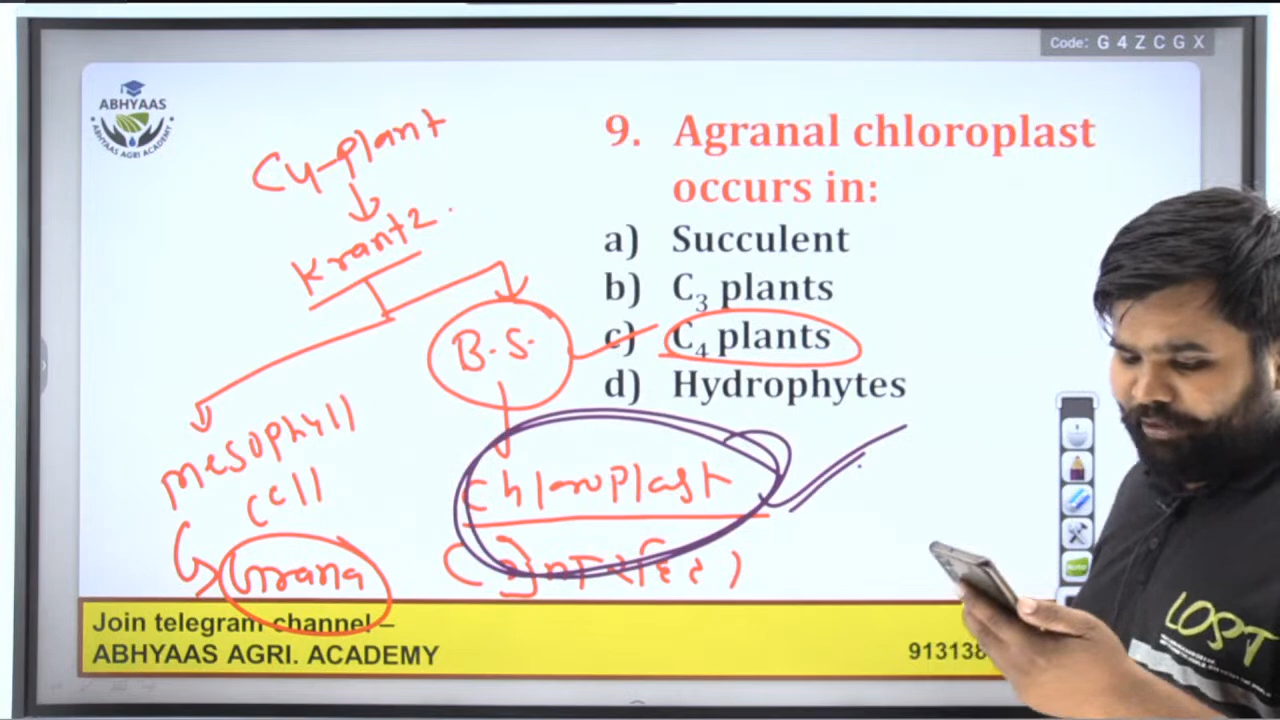 Code: G 4 Z C G X
ABHYAAS
ABHYAAS AGRI ACADEMY
9. Agranal chloroplast
occurs in:
a) Succulent
b) C₃ plants
c) C₄ plants
d) Hydrophytes
C4-plant
Krantz
B.S.
mesophyll
cell
Grana
chloroplast
Join telegram channel –
ABHYAAS AGRI. ACADEMY
913138
LOST